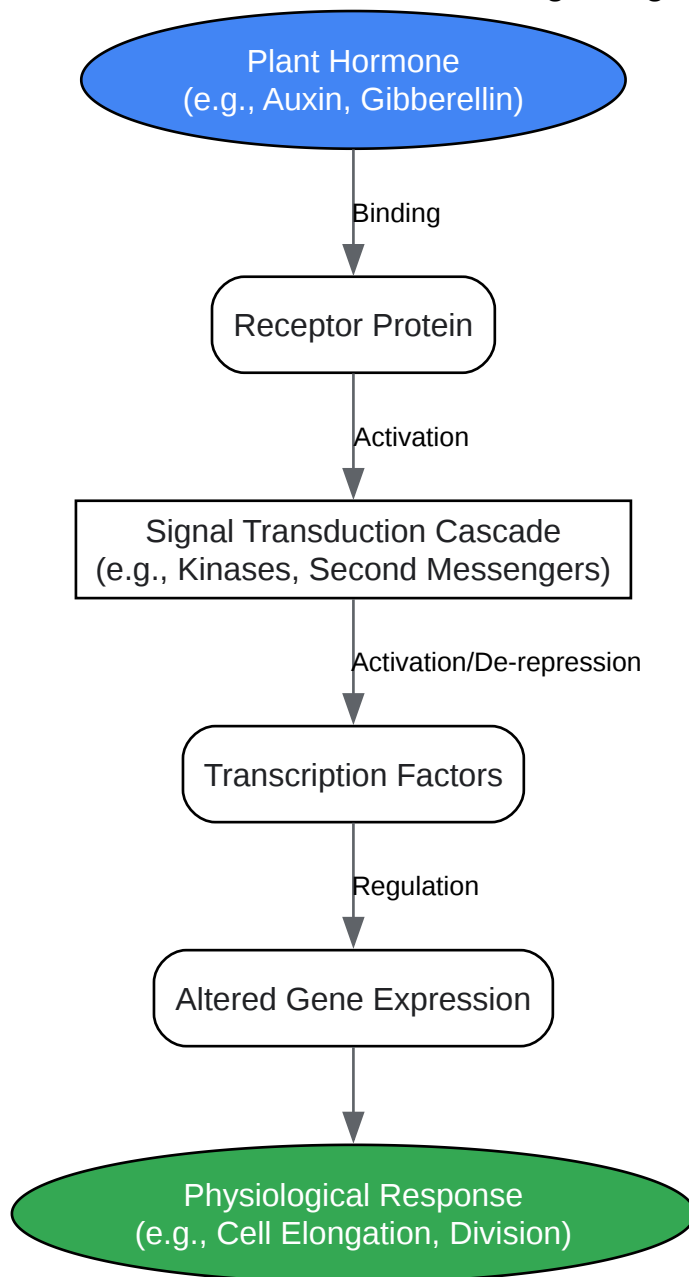 Plant Hormone
(e.g., Auxin, Gibberellin)
Binding
Receptor Protein
Activation
Signal Transduction Cascade
(e.g., Kinases, Second Messengers)
Activation/De-repression
Transcription Factors
Regulation
Altered Gene Expression
Physiological Response
(e.g., Cell Elongation, Division)